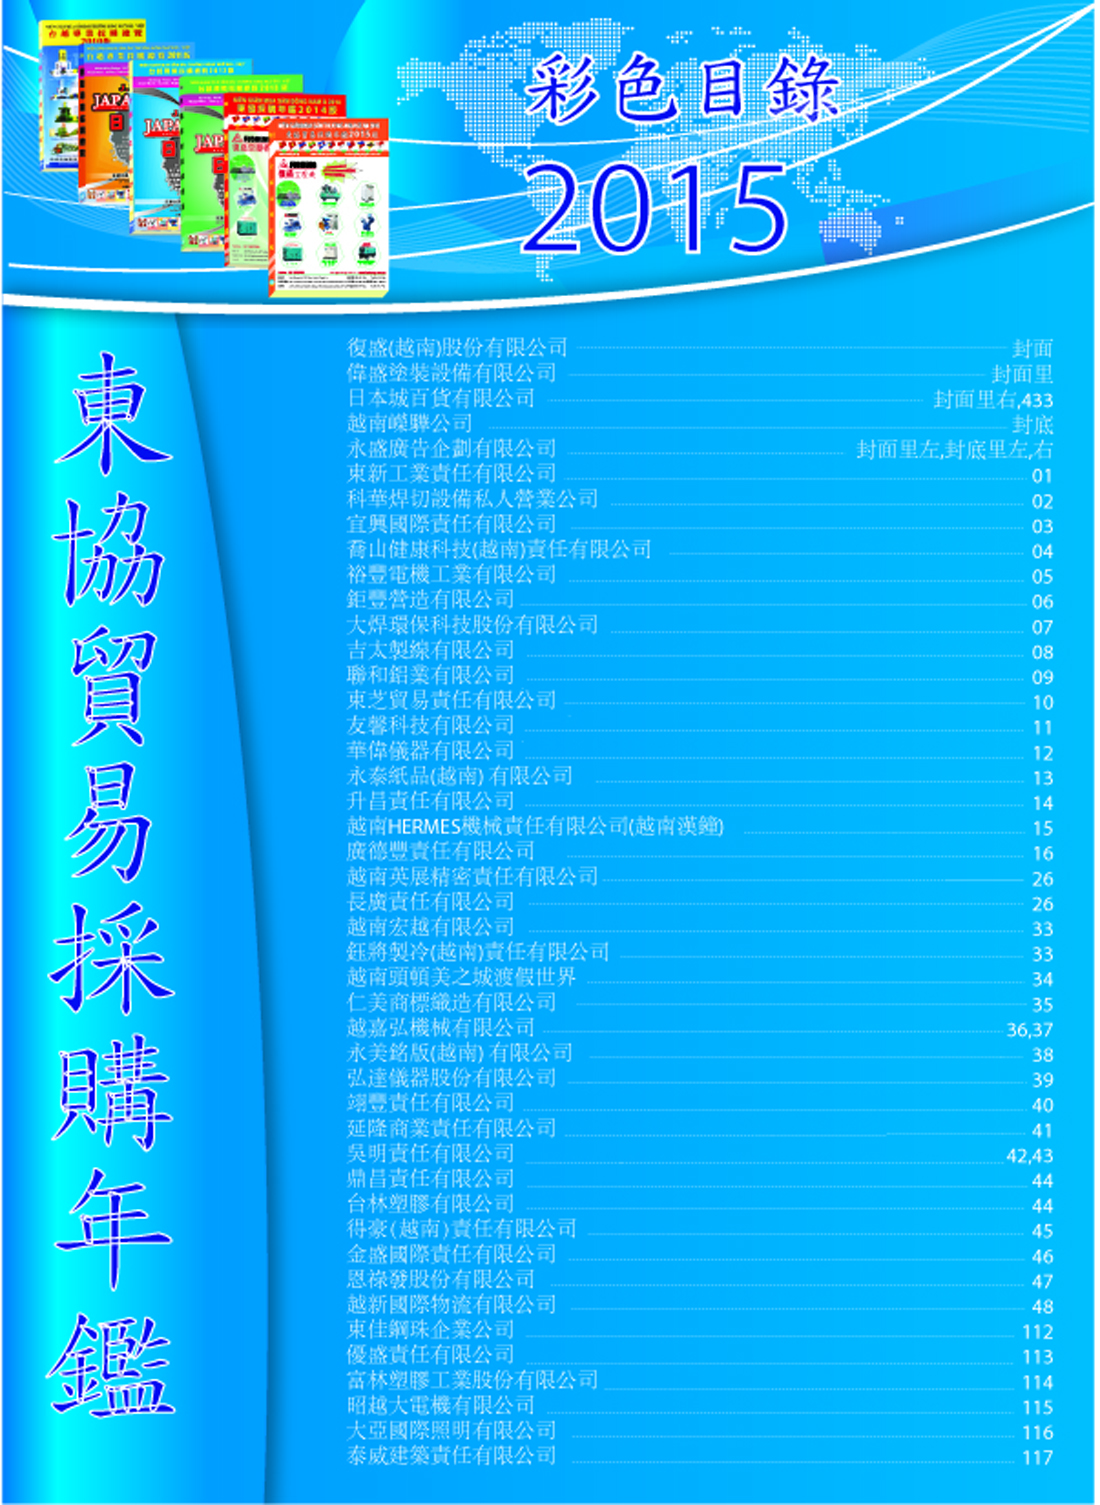 彩色目錄
2015
東協貿易採購年鑑
復盛(越南)股份有限公司 封面
偉盛塗裝設備有限公司 封面里
日本城百貨有限公司 封面里右,433
越南嶸驊公司 封底
永盛廣告企劃有限公司 封面里左,封底里左,右
東新工業責任有限公司 01
科華焊切設備私人營業公司 02
宜興國際責任有限公司 03
喬山健康科技(越南)責任有限公司 04
裕豐電機工業有限公司 05
鉅豐營造有限公司 06
大焊環保科技股份有限公司 07
吉太製線有限公司 08
聯和鋁業有限公司 09
東芝貿易責任有限公司 10
友馨科技有限公司 11
華偉儀器有限公司 12
永泰紙品(越南) 有限公司 13
升昌責任有限公司 14
越南HERMES機械責任有限公司(越南漢鐘) 15
廣德豐責任有限公司 16
越南英展精密責任有限公司 26
長廣責任有限公司 26
越南宏越有限公司 33
鈺將製冷(越南)責任有限公司 33
越南頭頓美之城渡假世界 34
仁美商標織造有限公司 35
越嘉弘機械有限公司 36,37
永美銘版(越南) 有限公司 38
弘達儀器股份有限公司 39
翊豐責任有限公司 40
延隆商業責任有限公司 41
吳明責任有限公司 42,43
鼎昌責任有限公司 44
台林塑膠有限公司 44
得豪(越南)責任有限公司 45
金盛國際責任有限公司 46
恩祿發股份有限公司 47
越新國際物流有限公司 48
東佳鋼珠企業公司 112
優盛責任有限公司 113
富林塑膠工業股份有限公司 114
昭越大電機有限公司 115
大亞國際照明有限公司 116
泰威建築責任有限公司 117